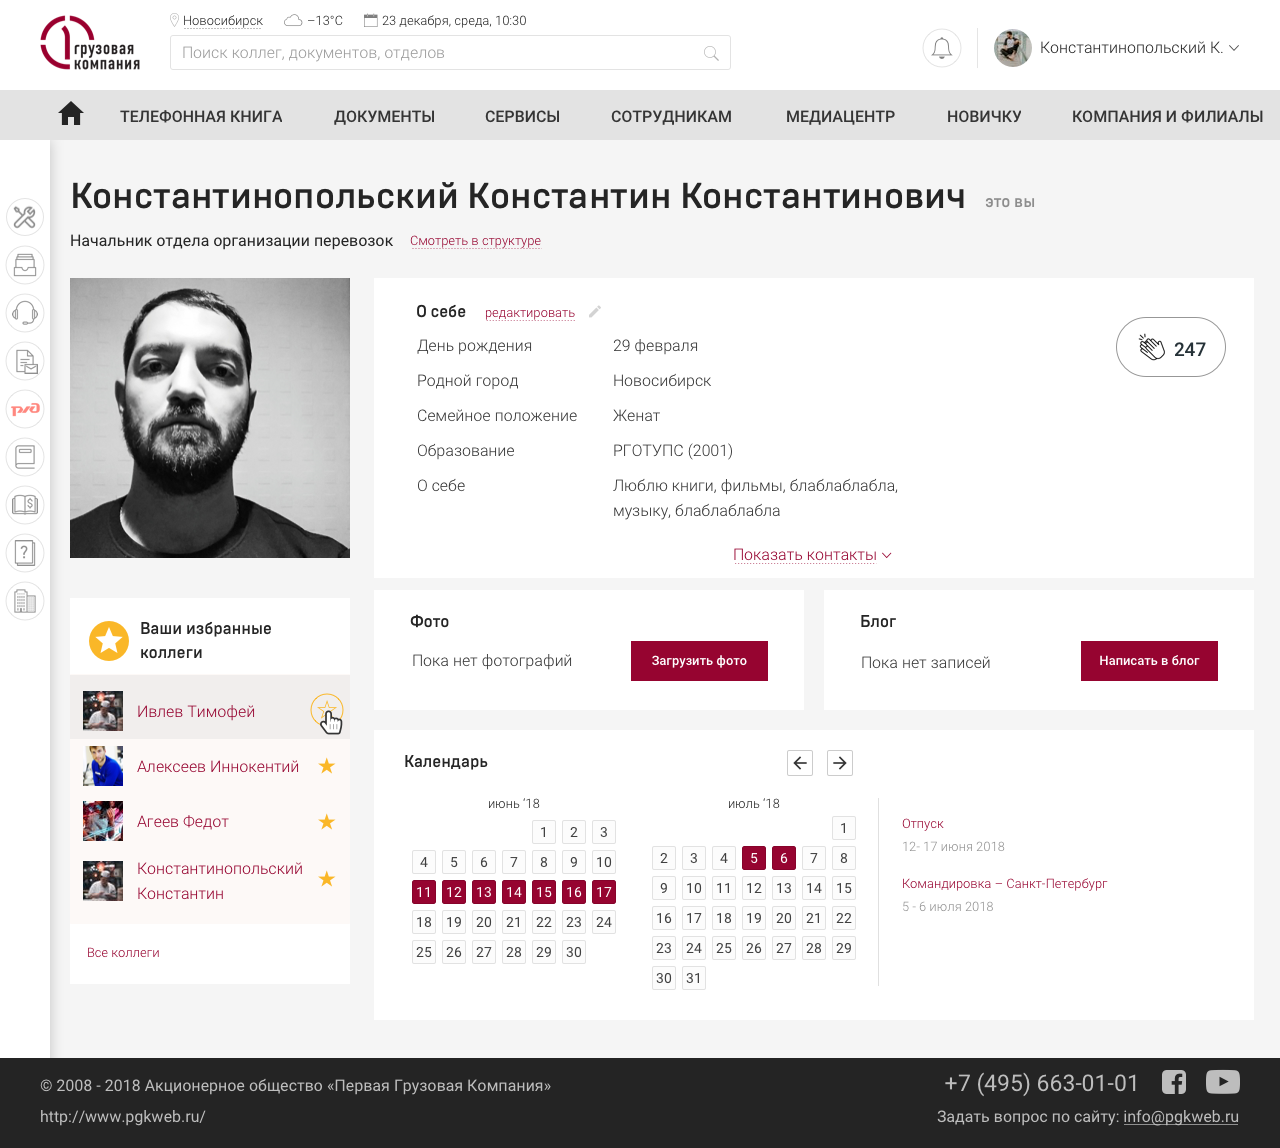 1 грузовая
компания
Новосибирск
−13°C
23 декабря, среда, 10:30
Поиск коллег, документов, отделов
Константинопольский К.
ТЕЛЕФОННАЯ КНИГА
ДОКУМЕНТЫ
СЕРВИСЫ
СОТРУДНИКАМ
МЕДИАЦЕНТР
НОВИЧКУ
КОМПАНИЯ И ФИЛИАЛЫ
Константинопольский Константин Константинович
это вы
Начальник отдела организации перевозок
Смотреть в структуре
ржд
О себе
редактировать
День рождения
29 февраля
Родной город
Новосибирск
Семейное положение
Женат
Образование
РГОТУПС (2001)
О себе
Люблю книги, фильмы, блаблаблабла,
музыку, блаблаблабла
247
Показать контакты
Ваши избранные
коллеги
Ивлев Тимофей
Алексеев Иннокентий
Агеев Федот
Константинопольский
Константин
Все коллеги
Фото
Пока нет фотографий
Загрузить фото
Блог
Пока нет записей
Написать в блог
Календарь
июнь ‘18
1 2 3
4 5 6 7 8 9 10
11 12 13 14 15 16 17
18 19 20 21 22 23 24
25 26 27 28 29 30
июль ‘18
1
2 3 4 5 6 7 8
9 10 11 12 13 14 15
16 17 18 19 20 21 22
23 24 25 26 27 28 29
30 31
Отпуск
12- 17 июня 2018
Командировка – Санкт-Петербург
5 - 6 июля 2018
© 2008 - 2018 Акционерное общество «Первая Грузовая Компания»
http://www.pgkweb.ru/
+7 (495) 663-01-01
Задать вопрос по сайту: info@pgkweb.ru